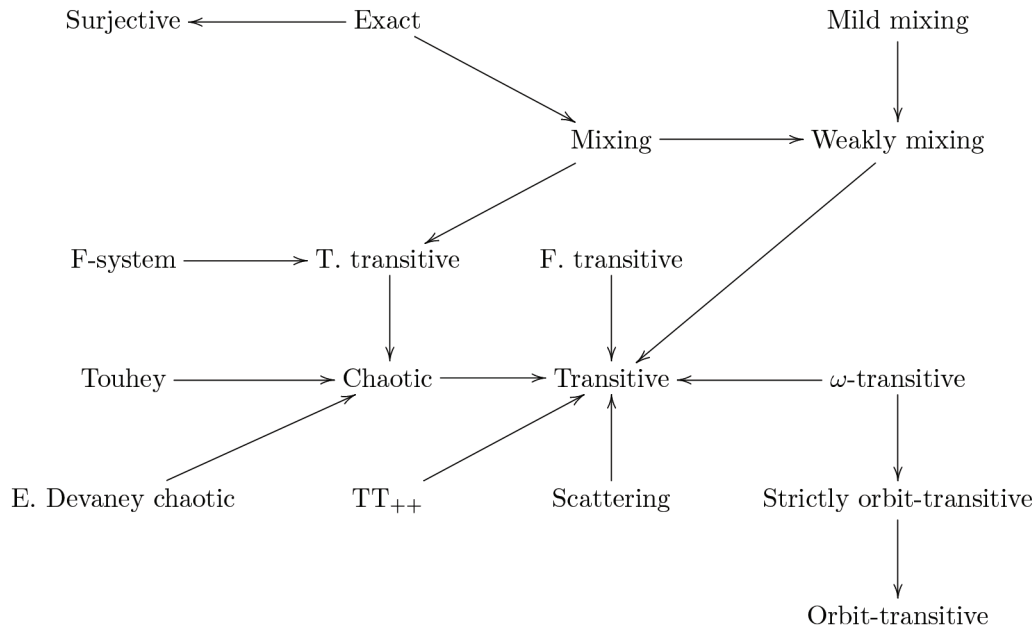 Surjective Exact Mild mixing
Mixing Weakly mixing
F-system T. transitive F. transitive
Touhey Chaotic Transitive ω-transitive
E. Devaney chaotic TT₊₊ Scattering Strictly orbit-transitive
Orbit-transitive